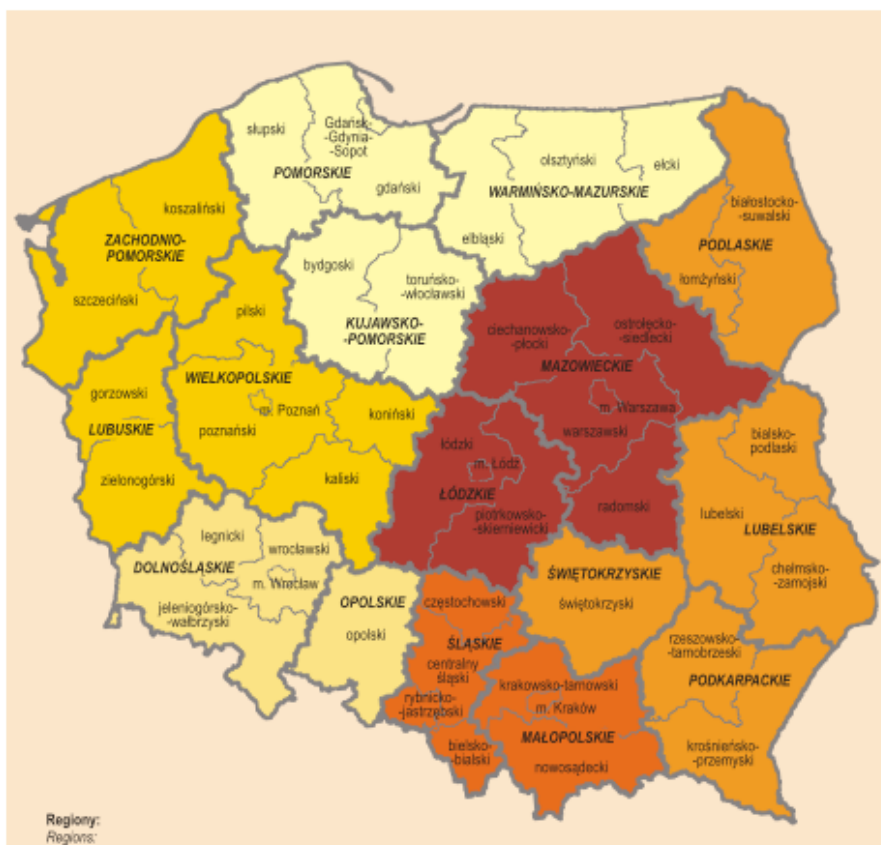 słupski
Gdańsk-
-Gdynia-
-Sopot
POMORSKIE
gdański
olsztyński
ełcki
WARMIŃSKO-MAZURSKIE
elbląski
koszaliński
ZACHODNIO-
POMORSKIE
szczeciński
białostocko-
-suwalski
PODLASKIE
łomżyński
bydgoski
toruńsko-
-włocławski
KUJAWSKO-
-POMORSKIE
pilski
WIELKOPOLSKIE
m. Poznań
poznański
koniński
kaliski
gorzowski
LUBUSKIE
zielonogórski
ciechanowsko-
-płocki
ostrołęcko-
-siedlecki
MAZOWIECKIE
m. Warszawa
warszawski
radomski
łódzki
m. Łódź
ŁÓDZKIE
piotrkowsko-
-skierniewicki
bialsko-
podlaski
lubelski
LUBELSKIE
chełmsko-
-zamojski
legnicki
wrocławski
DOLNOŚLĄSKIE
m. Wrocław
jeleniogórsko-
-wałbrzyski
OPOLSKIE
opolski
częstochowski
ŚLĄSKIE
centralny
śląski
rybnicko-
-jastrzębski
bielsko-
-bialski
ŚWIĘTOKRZYSKIE
świętokrzyski
krakowsko-tarnowski
m. Kraków
MAŁOPOLSKIE
nowosądecki
rzeszowsko-
-tarnobrzeski
PODKARPACKIE
krośnieńsko-
-przemyski
Regiony:
Regions: